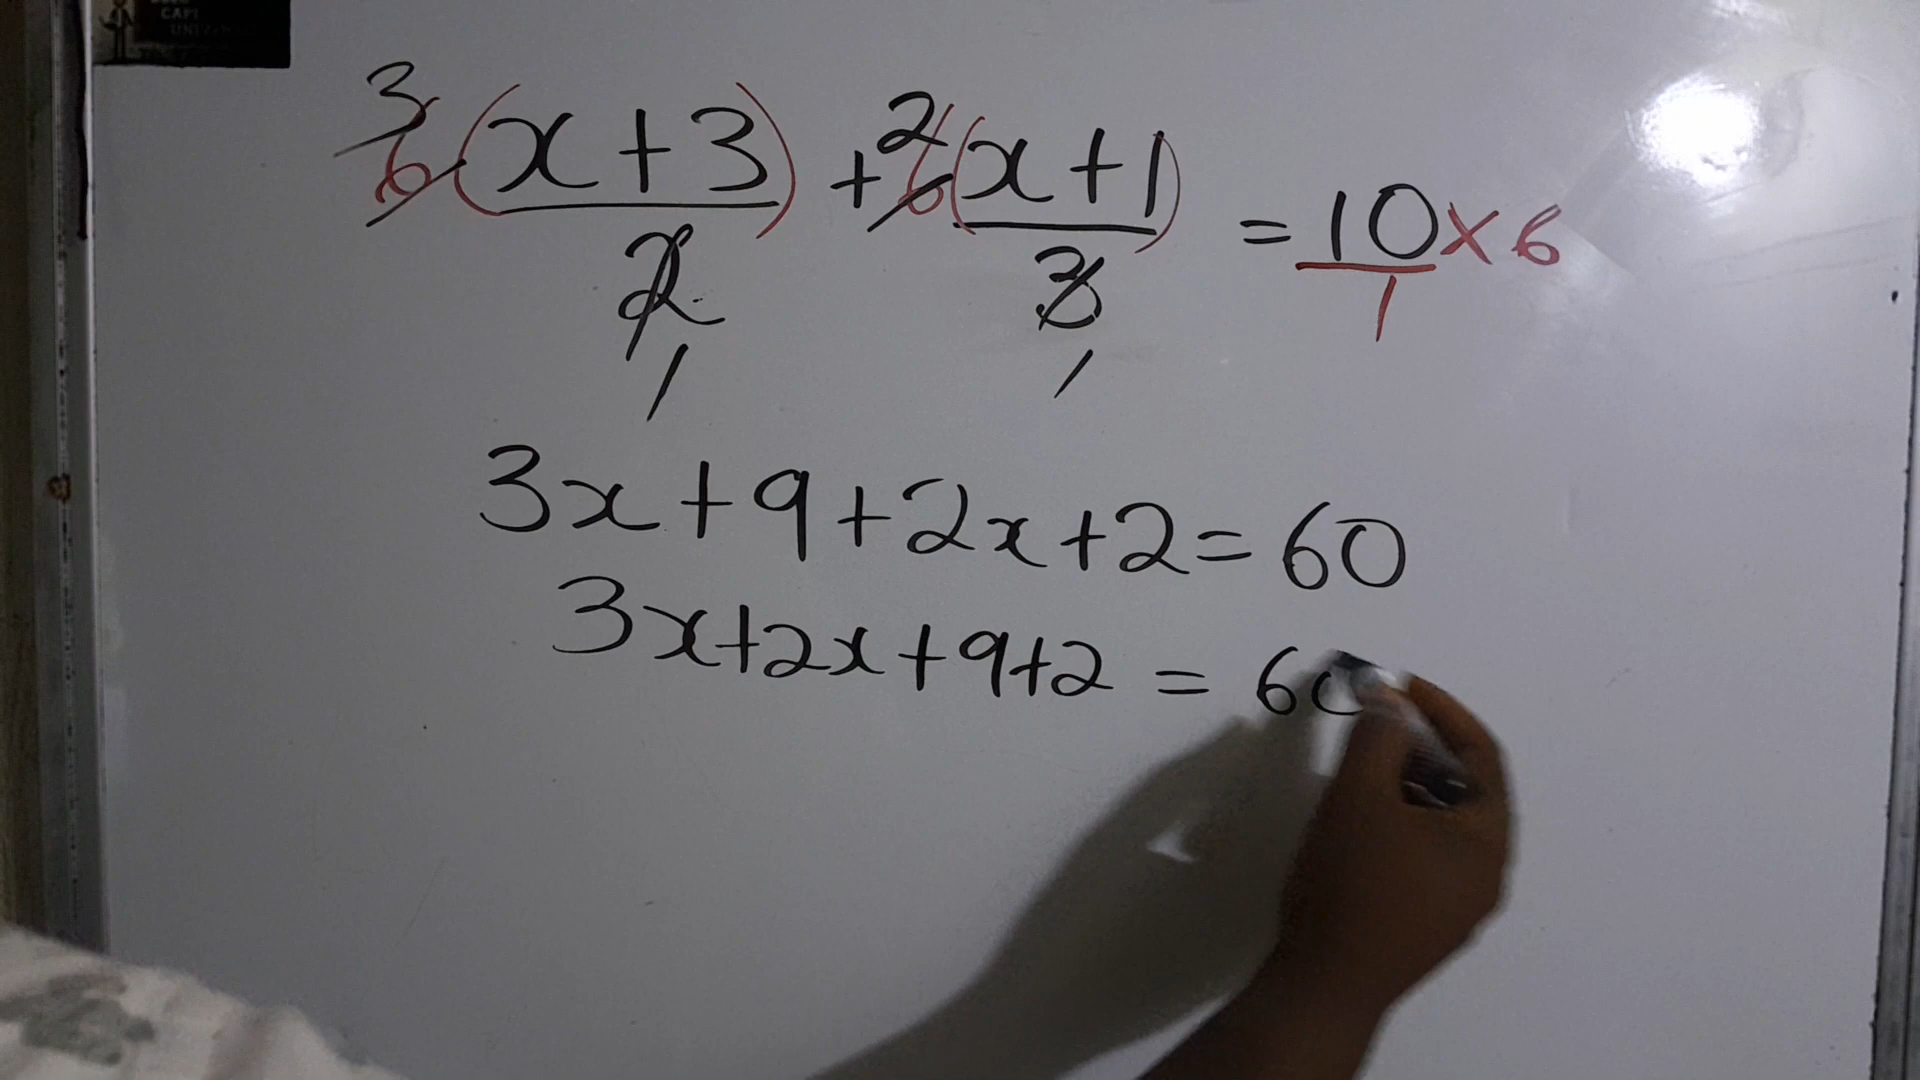 CAPI
3 6(x+3)/2 1 + 2 6(x+1)/3 1 = 10/1 × 6
3x+9+2x+2=60
3x+2x+9+2 = 60